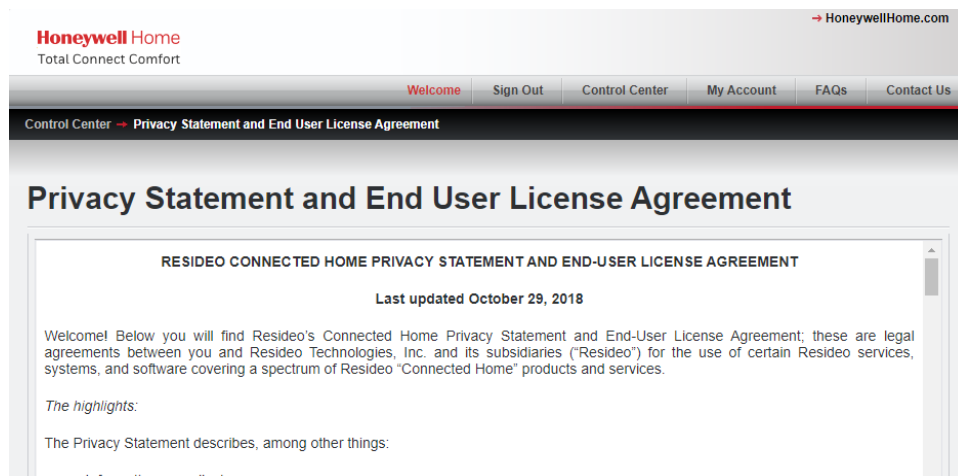 → HoneywellHome.com
Honeywell Home
Total Connect Comfort
Welcome Sign Out Control Center My Account FAQs Contact Us
Control Center → Privacy Statement and End User License Agreement
Privacy Statement and End User License Agreement
RESIDEO CONNECTED HOME PRIVACY STATEMENT AND END-USER LICENSE AGREEMENT
Last updated October 29, 2018
Welcome! Below you will find Resideo's Connected Home Privacy Statement and End-User License Agreement; these are legal
agreements between you and Resideo Technologies, Inc. and its subsidiaries (“Resideo”) for the use of certain Resideo services,
systems, and software covering a spectrum of Resideo “Connected Home” products and services.
The highlights:
The Privacy Statement describes, among other things: